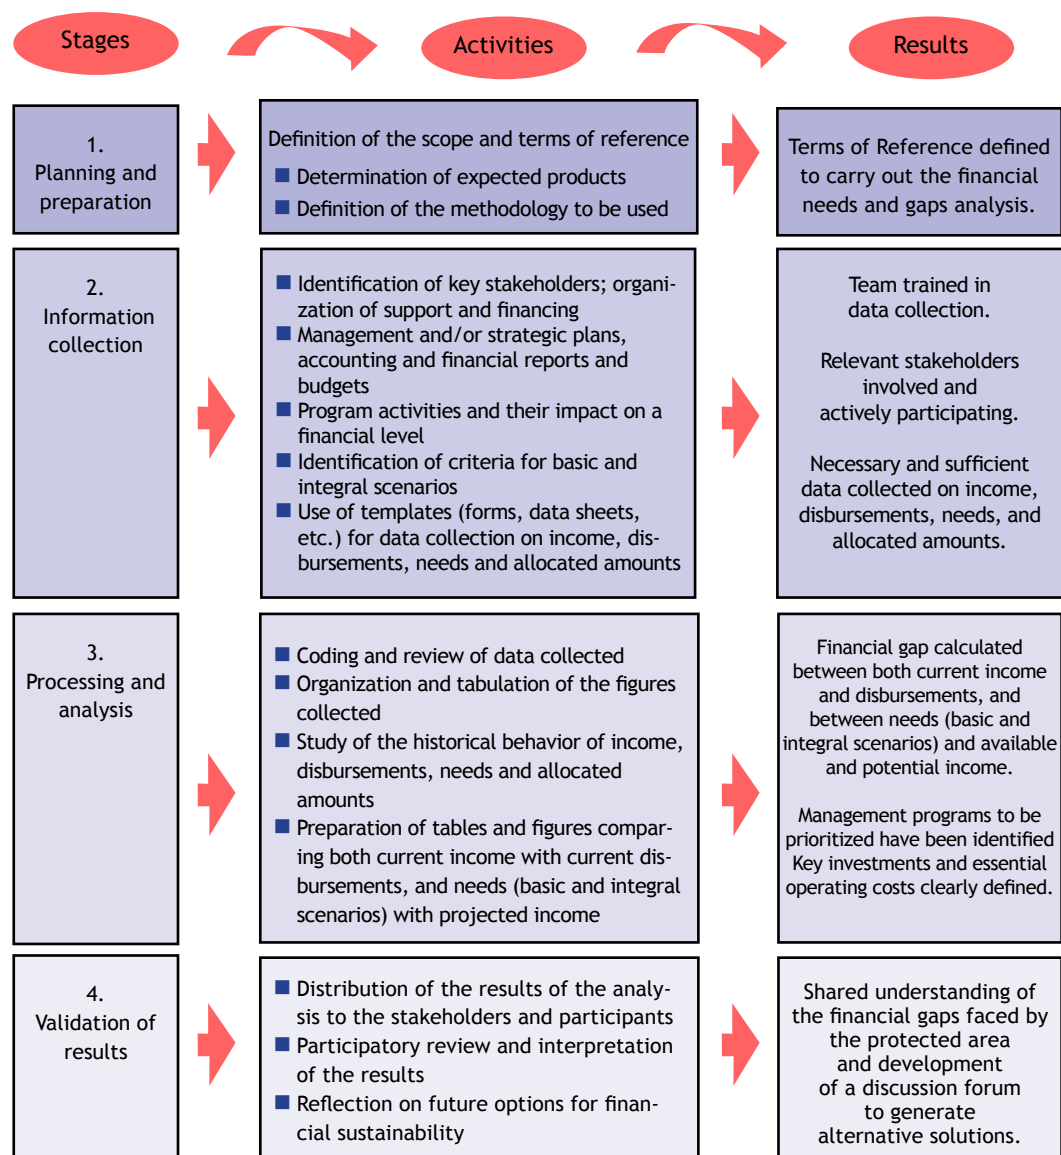 Stages
Activities
Results
1.
Planning and
preparation
Definition of the scope and terms of reference
■ Determination of expected products
■ Definition of the methodology to be used
Terms of Reference defined
to carry out the financial
needs and gaps analysis.
2.
Information
collection
■ Identification of key stakeholders; organi-
zation of support and financing
■ Management and/or strategic plans,
accounting and financial reports and
budgets
■ Program activities and their impact on a
financial level
■ Identification of criteria for basic and
integral scenarios
■ Use of templates (forms, data sheets,
etc.) for data collection on income, dis-
bursements, needs and allocated amounts
Team trained in
data collection.
Relevant stakeholders
involved and
actively participating.
Necessary and sufficient
data collected on income,
disbursements, needs, and
allocated amounts.
3.
Processing and
analysis
■ Coding and review of data collected
■ Organization and tabulation of the figures
collected
■ Study of the historical behavior of income,
disbursements, needs and allocated
amounts
■ Preparation of tables and figures compar-
ing both current income with current dis-
bursements, and needs (basic and integral
scenarios) with projected income
Financial gap calculated
between both current income
and disbursements, and
between needs (basic and
integral scenarios) and available
and potential income.
Management programs to be
prioritized have been identified
Key investments and essential
operating costs clearly defined.
4.
Validation of
results
■ Distribution of the results of the analy-
sis to the stakeholders and participants
■ Participatory review and interpretation
of the results
■ Reflection on future options for finan-
cial sustainability
Shared understanding of
the financial gaps faced by
the protected area
and development
of a discussion forum
to generate
alternative solutions.